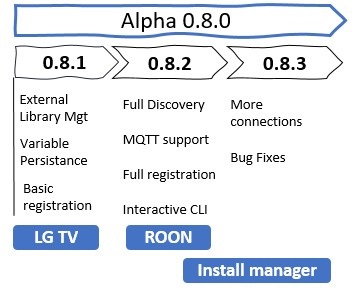 Alpha 0.8.0
0.8.1
External
Library Mgt
Variable
Persistance
Basic
registration
LG TV
0.8.2
Full Discovery
MQTT support
Full registration
Interactive CLI
ROON
0.8.3
More
connections
Bug Fixes
Install manager